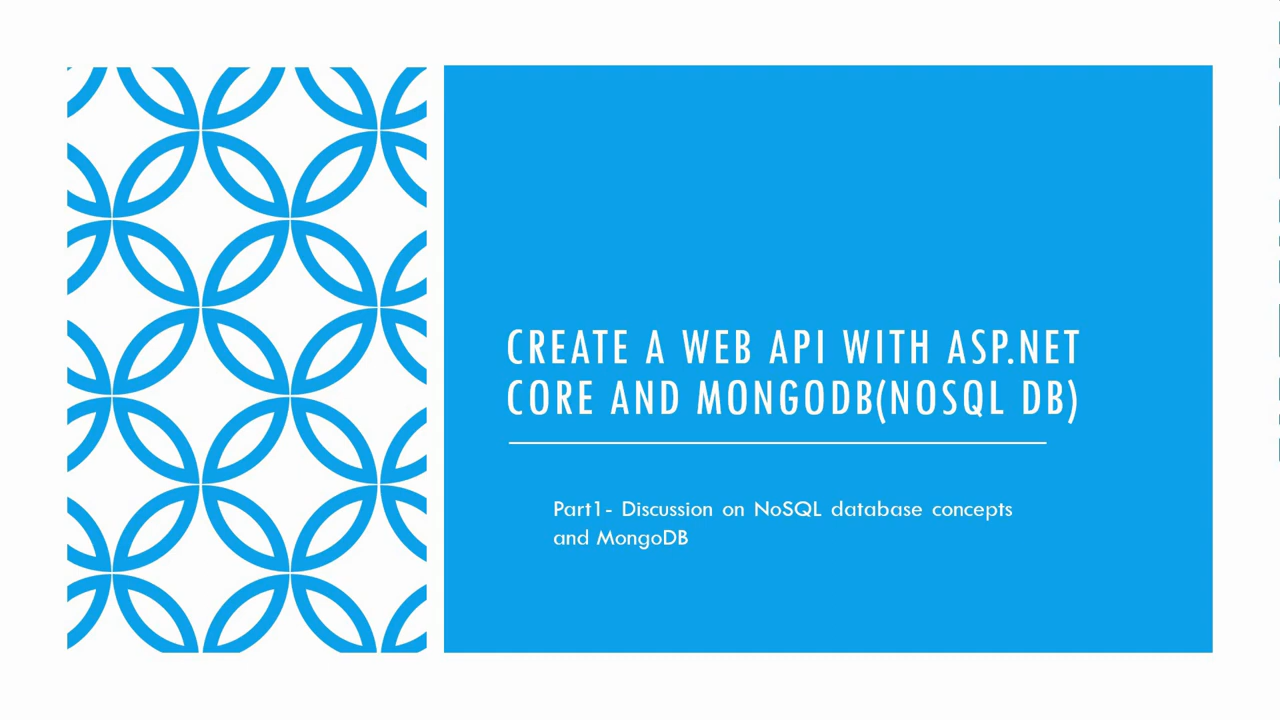 CREATE A WEB API WITH ASP.NET
CORE AND MONGODB(NOSQL DB)
Part1- Discussion on NoSQL database concepts
and MongoDB